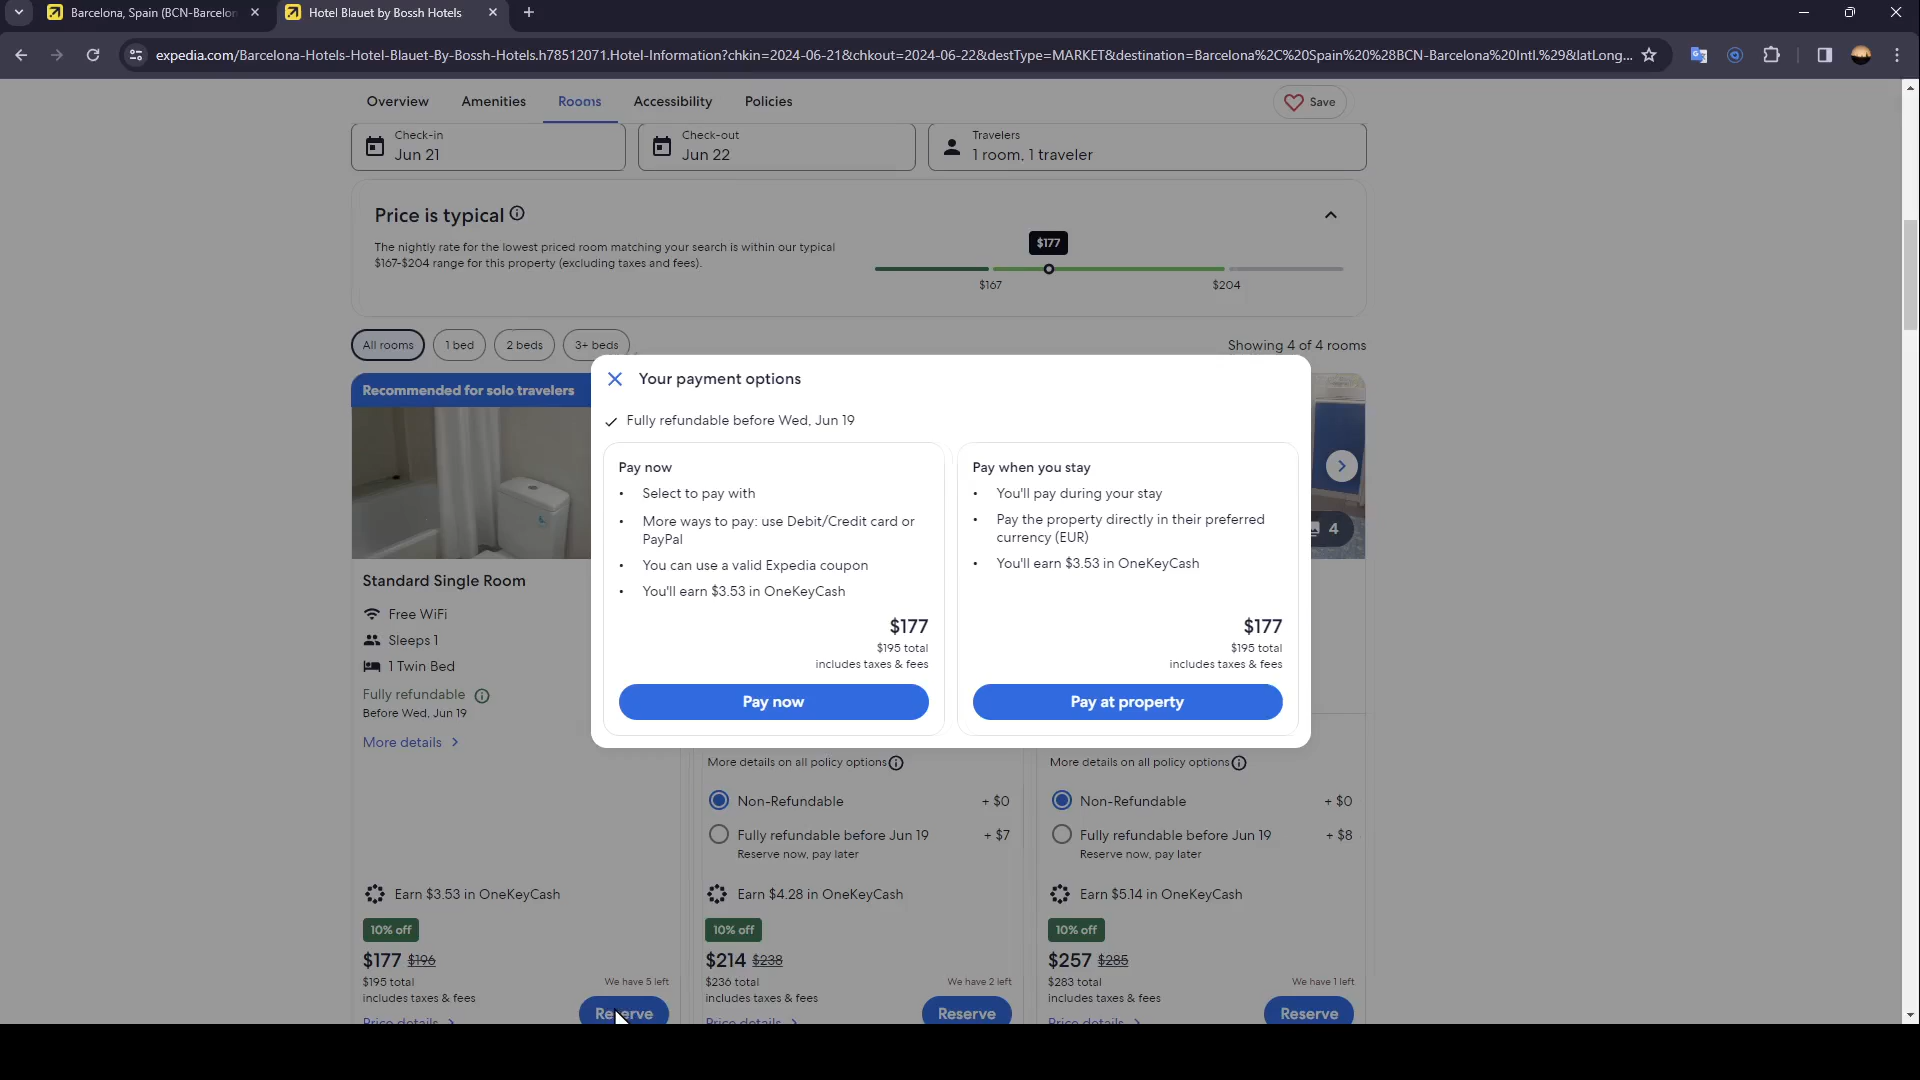 Barcelona, Spain (BCN-Barcelon
Hotel Blauet by Bossh Hotels
expedia.com/Barcelona-Hotels-Hotel-Blauet-By-Bossh-Hotels.h78512071.Hotel-Information?chkin=2024-06-21&chkout=2024-06-22&destType=MARKET&destination=Barcelona%2C%20Spain%20%28BCN-Barcelona%20Intl.%29&latLong...
Overview Amenities Rooms Accessibility Policies
Save
Check-in
Jun 21
Check-out
Jun 22
Travelers
1 room, 1 traveler
Price is typical
The nightly rate for the lowest priced room matching your search is within our typical
$167-$204 range for this property (excluding taxes and fees).
$177
$167
$204
All rooms 1 bed 2 beds 3+ beds
Showing 4 of 4 rooms
Recommended for solo travelers
Your payment options
Fully refundable before Wed, Jun 19
Pay now
• Select to pay with
• More ways to pay: use Debit/Credit card or
PayPal
• You can use a valid Expedia coupon
• You'll earn $3.53 in OneKeyCash
$177
$195 total
includes taxes & fees
Pay now
Pay when you stay
• You'll pay during your stay
• Pay the property directly in their preferred
currency (EUR)
• You'll earn $3.53 in OneKeyCash
$177
$195 total
includes taxes & fees
Pay at property
4
Standard Single Room
Free WiFi
Sleeps 1
1 Twin Bed
Fully refundable
Before Wed, Jun 19
More details
Earn $3.53 in OneKeyCash
10% off
$177 $196
$195 total
We have 5 left
includes taxes & fees
Price details
Reserve
More details on all policy options
Non-Refundable + $0
Fully refundable before Jun 19 + $7
Reserve now, pay later
Earn $4.28 in OneKeyCash
10% off
$214 $238
$236 total
We have 2 left
includes taxes & fees
Price details
Reserve
More details on all policy options
Non-Refundable + $0
Fully refundable before Jun 19 + $8
Reserve now, pay later
Earn $5.14 in OneKeyCash
10% off
$257 $285
$283 total
We have 1 left
includes taxes & fees
Price details
Reserve